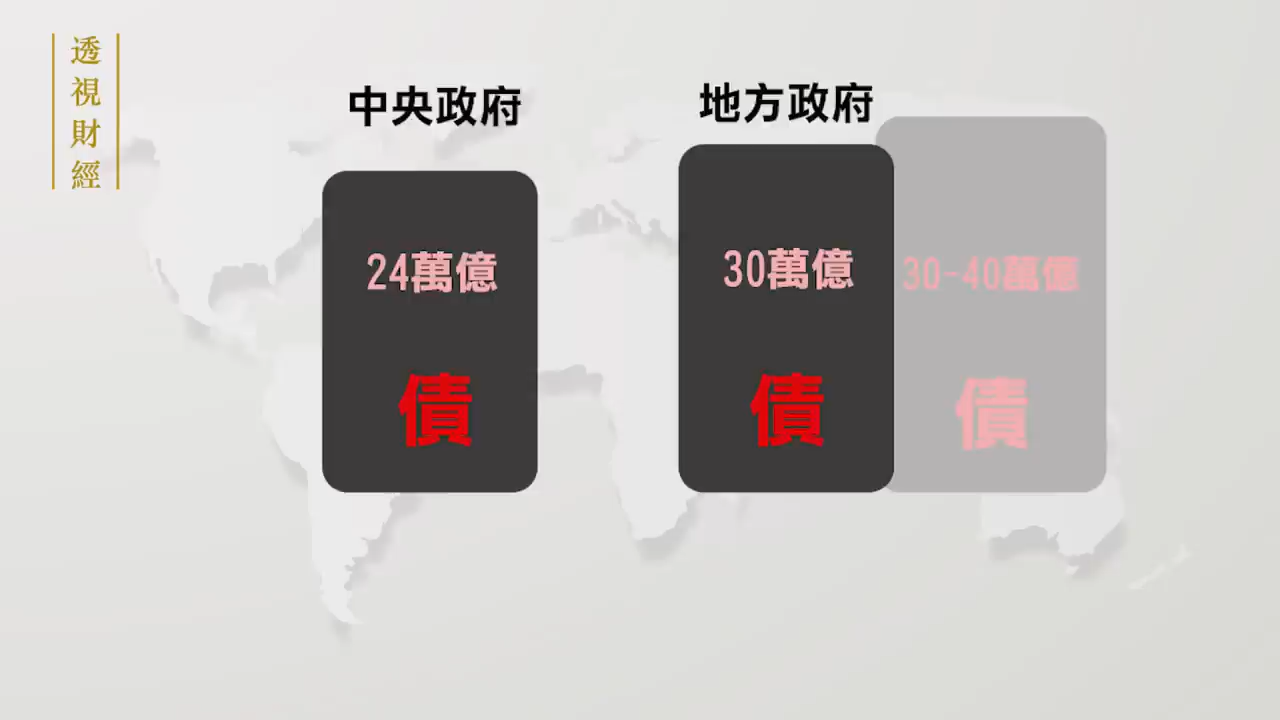 透視財經
中央政府
地方政府
24萬億
30萬億
30-40萬億
債
債
債